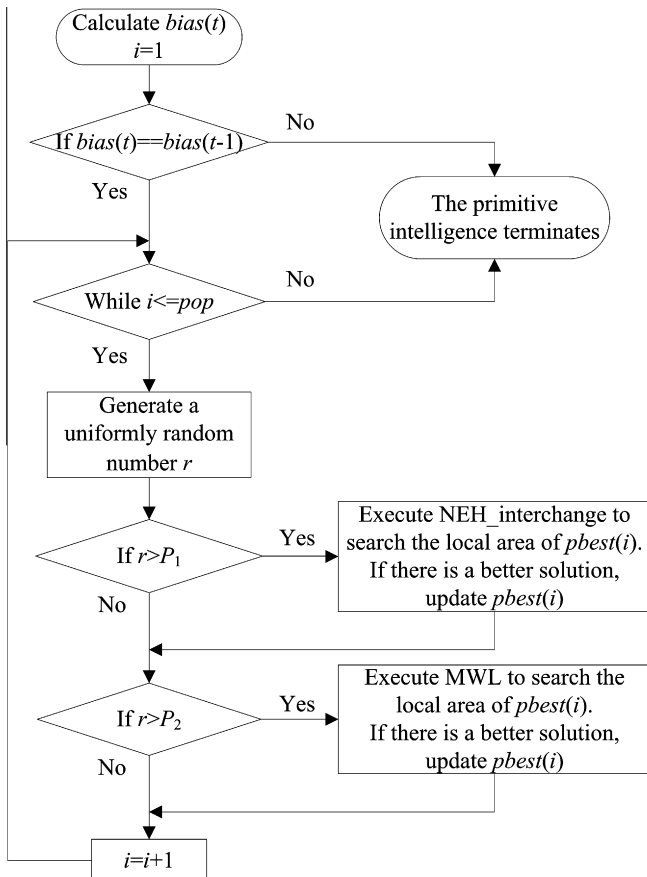 Calculate bias(t)
i=1
If bias(t)==bias(t-1)
No
Yes
The primitive
intelligence terminates
While i<=pop
No
Yes
Generate a
uniformly random
number r
If r>P₁
Yes
Execute NEH_interchange to
search the local area of pbest(i).
If there is a better solution,
update pbest(i)
No
If r>P₂
Yes
Execute MWL to search the
local area of pbest(i).
If there is a better solution,
update pbest(i)
No
i=i+1